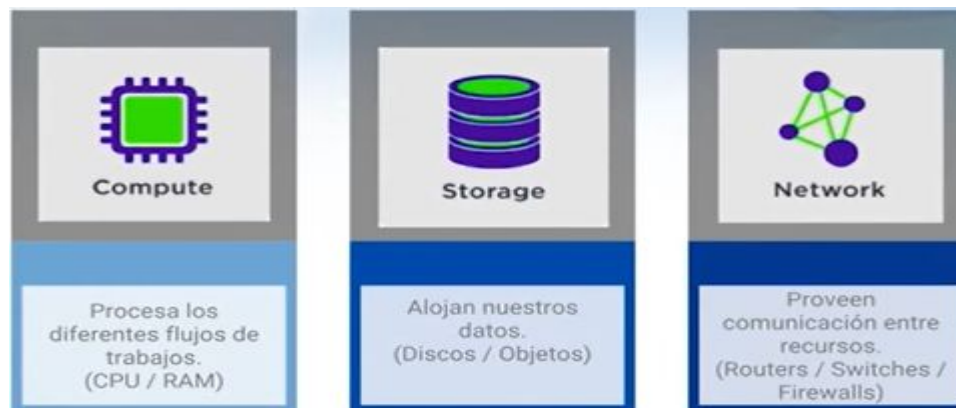 Compute
Procesa los
diferentes flujos de
trabajos.
(CPU / RAM)
Storage
Alojan nuestros
datos.
(Discos / Objetos)
Network
Proveen
comunicación entre
recursos.
(Routers / Switches /
Firewalls)